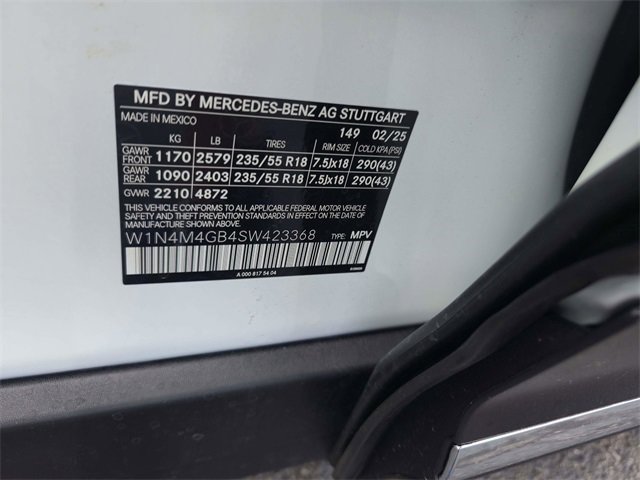 MFD BY MERCEDES-BENZ AG STUTTGART
MADE IN MEXICO 149 02/25
KG LB TIRES RIM SIZE COLD KPA (PSI)
GAWR FRONT 1170 2579 235/55 R18 7.5Jx18 290(43)
GAWR REAR 1090 2403 235/55 R18 7.5Jx18 290(43)
GVWR 2210 4872
THIS VEHICLE CONFORMS TO ALL APPLICABLE FEDERAL MOTOR VEHICLE
SAFETY AND THEFT PREVENTION STANDARDS IN EFFECT ON THE DATE OF
MANUFACTURE SHOWN ABOVE.
W1N4M4GB4SW423368 TYPE: MPV
A 000 817 54 04